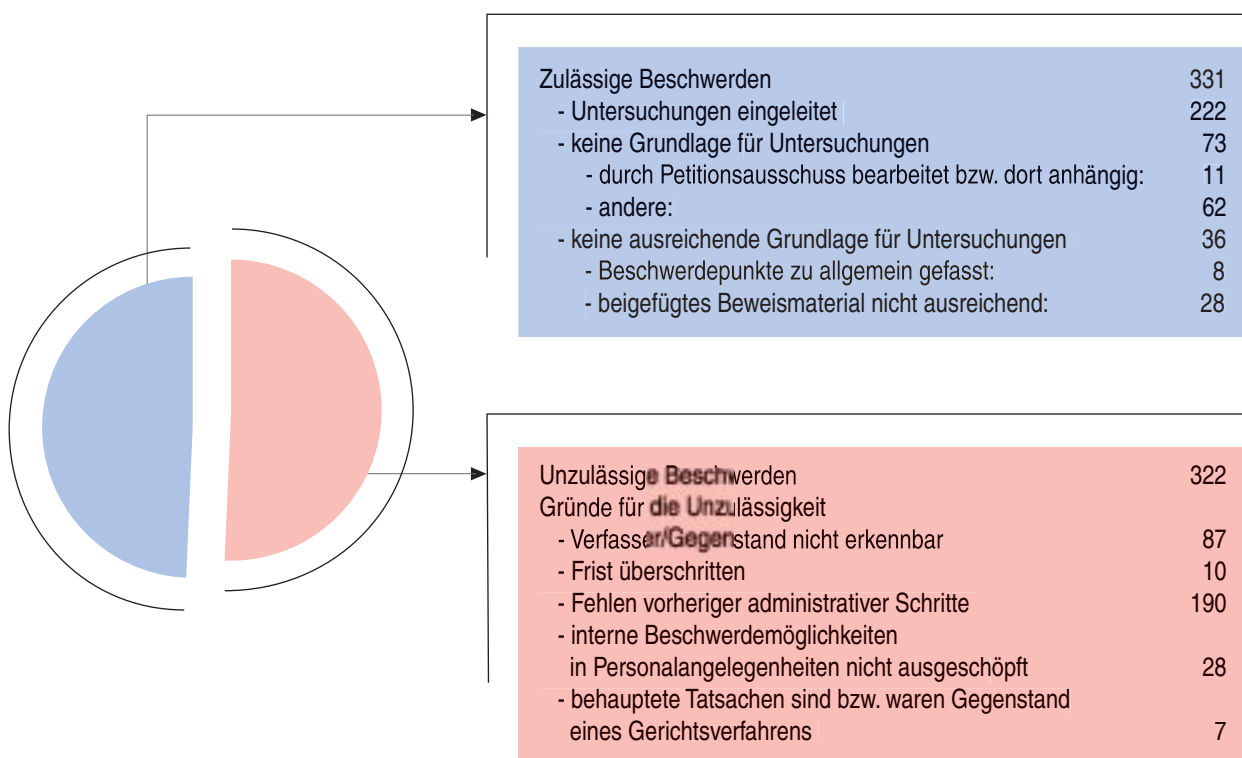 Zulässige Beschwerden 331
- Untersuchungen eingeleitet 222
- keine Grundlage für Untersuchungen 73
- durch Petitionsausschuss bearbeitet bzw. dort anhängig: 11
- andere: 62
- keine ausreichende Grundlage für Untersuchungen 36
- Beschwerdepunkte zu allgemein gefasst: 8
- beigefügtes Beweismaterial nicht ausreichend: 28
Unzulässige Beschwerden 322
Gründe für die Unzulässigkeit
- Verfasser/Gegenstand nicht erkennbar 87
- Frist überschritten 10
- Fehlen vorheriger administrativer Schritte 190
- interne Beschwerdemöglichkeiten
in Personalangelegenheiten nicht ausgeschöpft 28
- behauptete Tatsachen sind bzw. waren Gegenstand
eines Gerichtsverfahrens 7